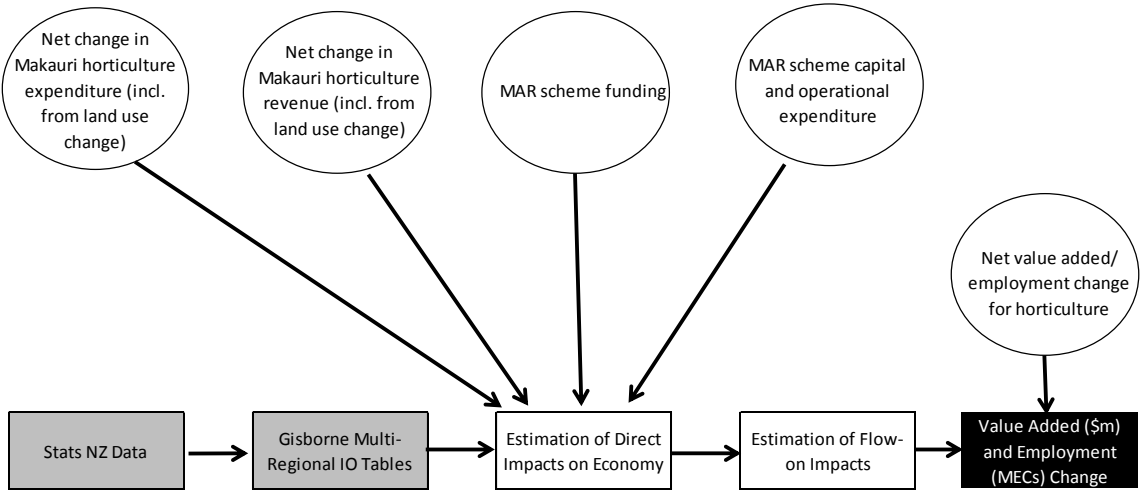 Net change in
Makauri horticulture
expenditure (incl.
from land use
change)
Net change in
Makauri horticulture
revenue (incl. from
land use change)
MAR scheme funding
MAR scheme capital
and operational
expenditure
Net value added/
employment change
for horticulture
Stats NZ Data
Gisborne Multi-
Regional IO Tables
Estimation of Direct
Impacts on Economy
Estimation of Flow-
on Impacts
Value Added ($m)
and Employment
(MECs) Change